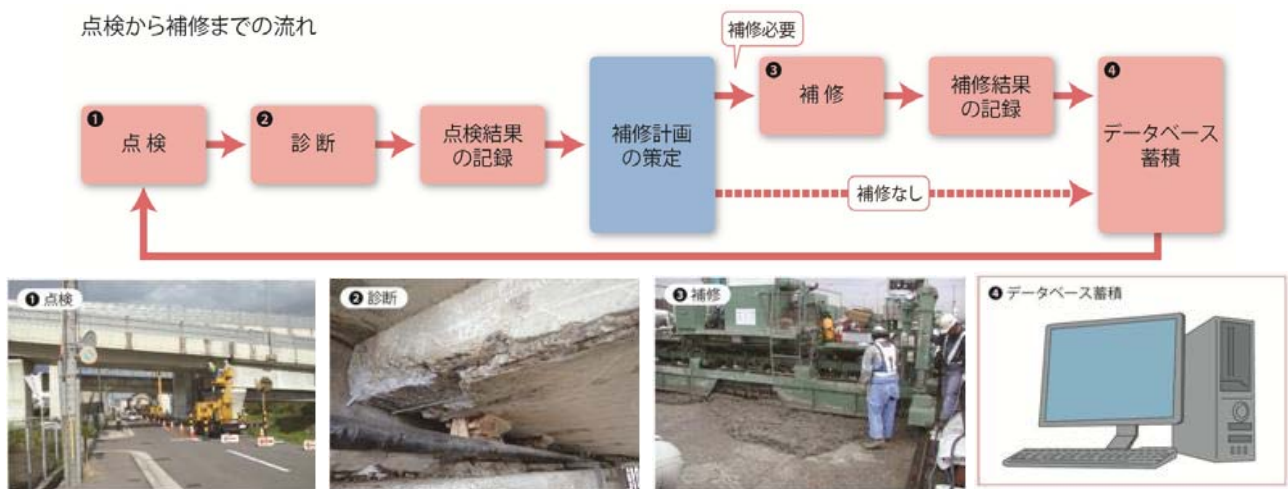 点検から補修までの流れ
補修必要
❶
点検
❷
診断
点検結果
の記録
補修計画
の策定
❸
補修
補修結果
の記録
❹
データベース
蓄積
補修なし
❶ 点検
❷ 診断
❸ 補修
❹ データベース蓄積